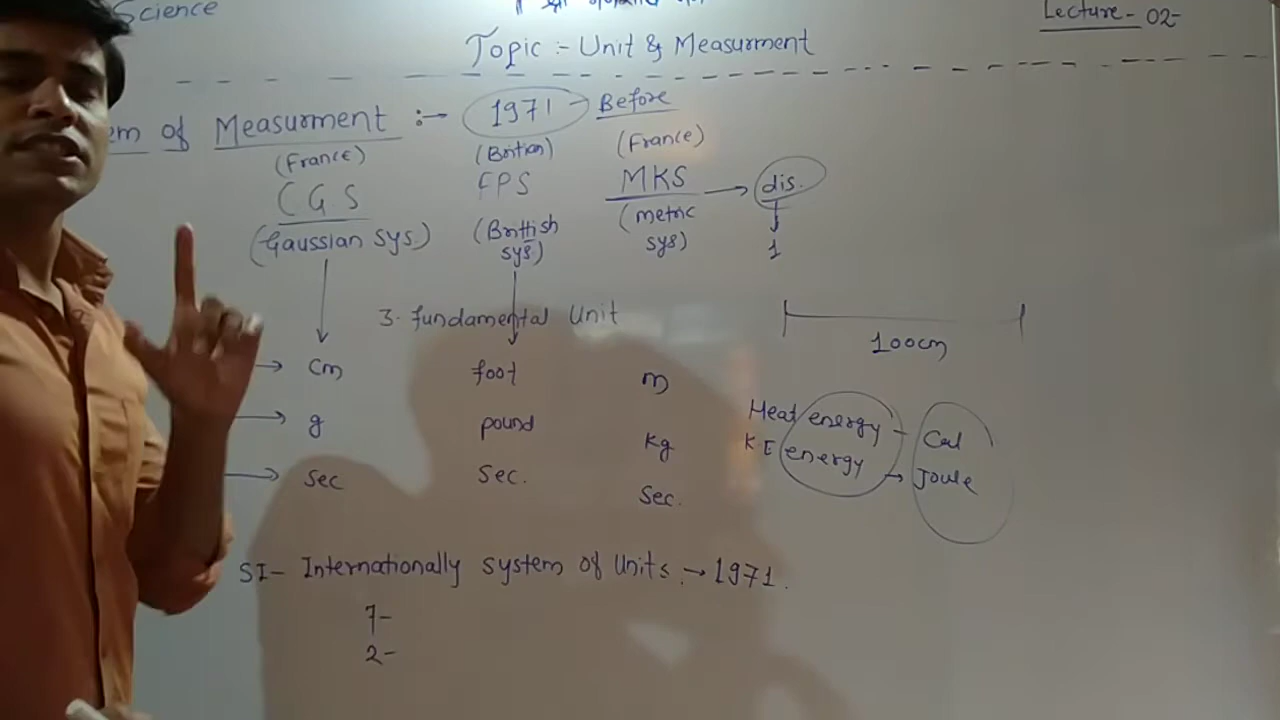 Science
Lecture - 02-
Topic :- Unit & Measurment
em of Measurment :- 1971 - Before
(France) (Brtian) (France)
CGS FPS MKS → dis.
(Gaussian sys) (Brttish sys) (metric sys) 1
3. fundamental Unit
100cm
cm foot m
g pound Kg
Sec Sec. Sec.
Heat energy - Cal
KE energy → Joule
SI- Internationally system of Units. → 1971.
7-
2-